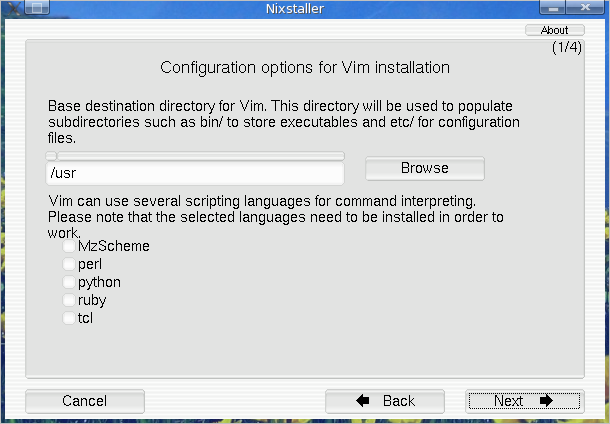 Nixstaller
About
(1/4)
Configuration options for Vim installation
Base destination directory for Vim. This directory will be used to populate
subdirectories such as bin/ to store executables and etc/ for configuration
files.
/usr
Browse
Vim can use several scripting languages for command interpreting.
Please note that the selected languages need to be installed in order to
work.
MzScheme
perl
python
ruby
tcl
Cancel
Back
Next